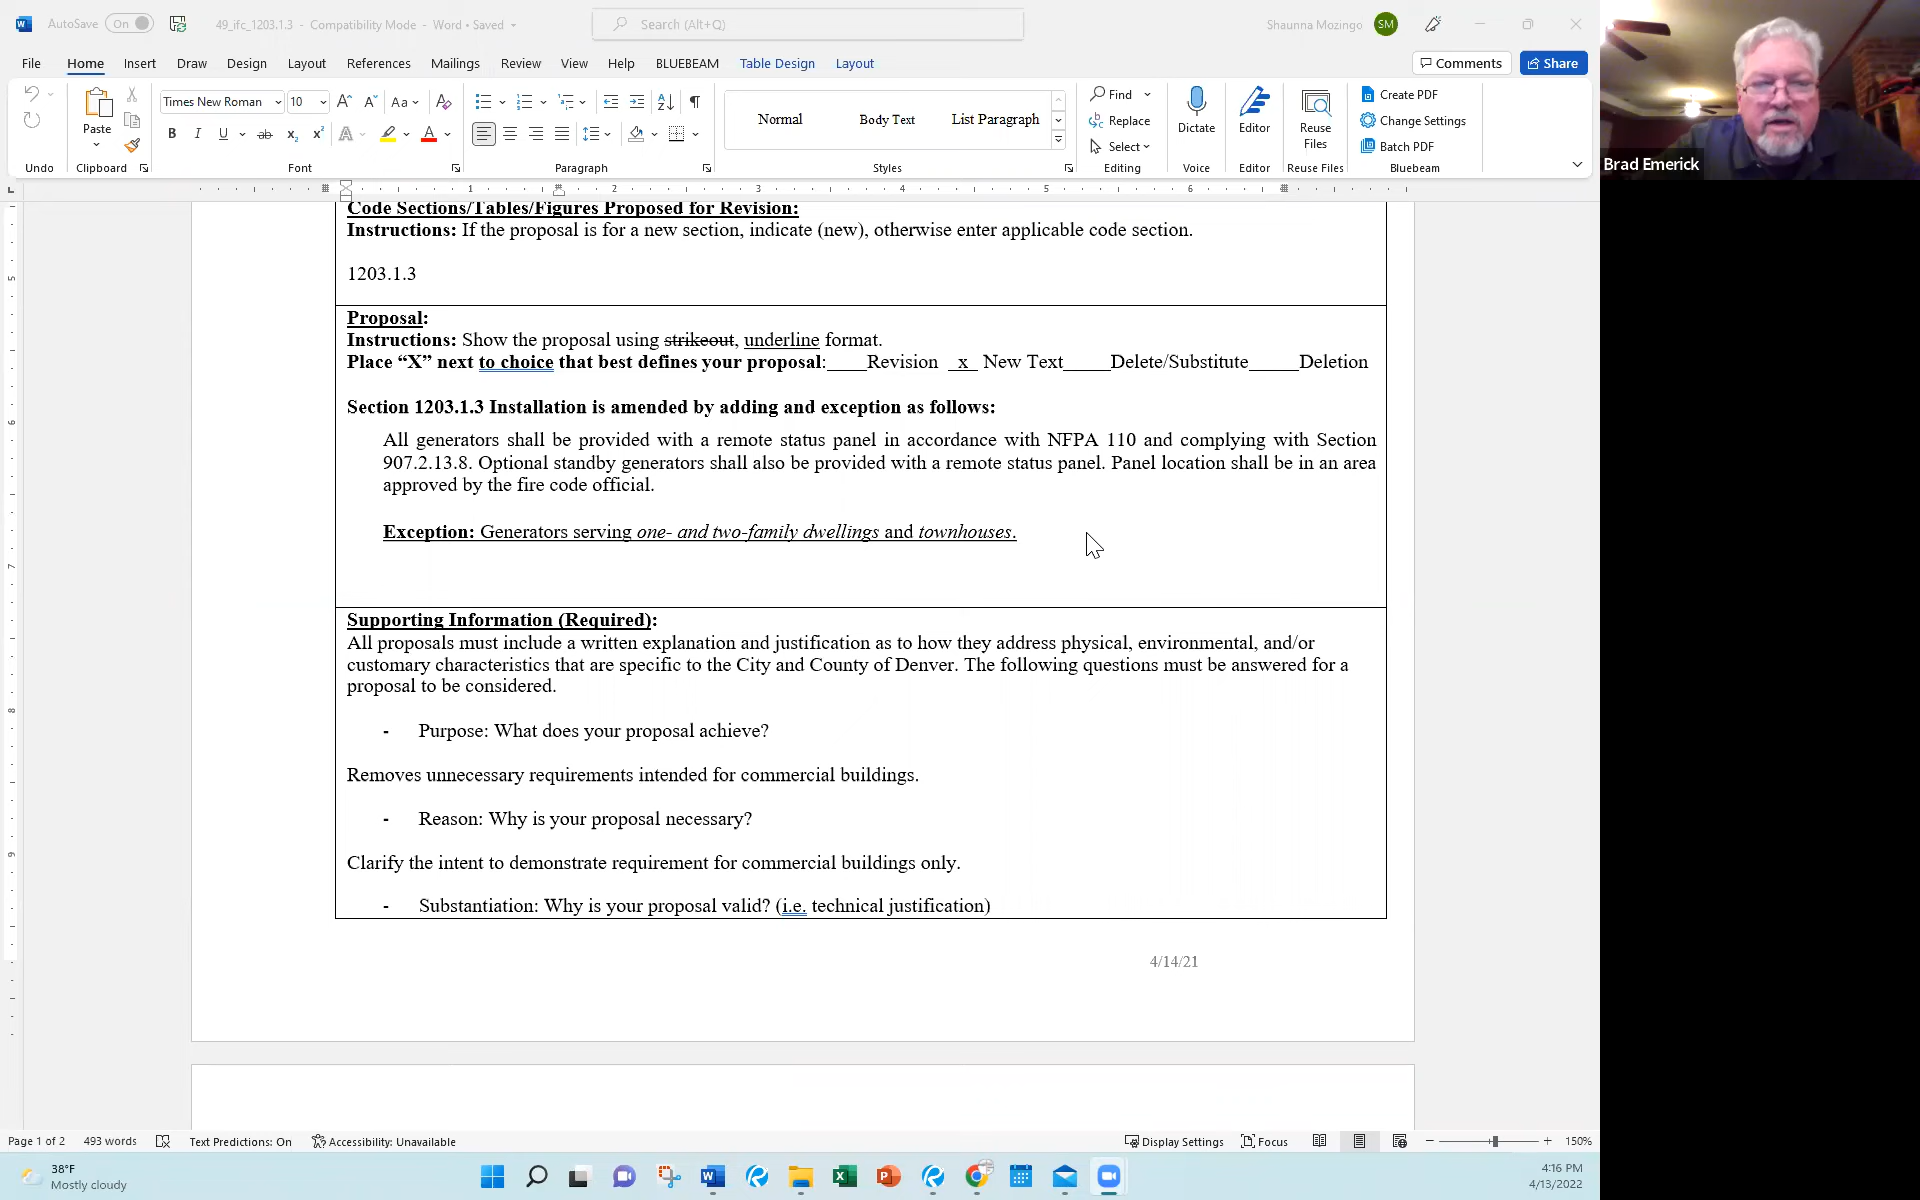 AutoSave On 49_ifc_1203.1.3 - Compatibility Mode - Word • Saved Search (Alt+Q) Shaunna Mozingo SM
File Home Insert Draw Design Layout References Mailings Review View Help BLUEBEAM Table Design Layout Comments Share
Times New Roman 10 Aa Find Create PDF
Paste Normal Body Text List Paragraph Replace Dictate Editor Reuse Files Change Settings
B I U ab x₂ x² A A Select Batch PDF
Undo Clipboard Font Paragraph Styles Editing Voice Editor Reuse Files Bluebeam
Brad Emerick
1 2 3 4 5 6
Code Sections/Tables/Figures Proposed for Revision:
Instructions: If the proposal is for a new section, indicate (new), otherwise enter applicable code section.
1203.1.3
Proposal:
Instructions: Show the proposal using strikeout, underline format.
Place “X” next to choice that best defines your proposal:____Revision _x_ New Text_____Delete/Substitute_____Deletion
Section 1203.1.3 Installation is amended by adding and exception as follows:
All generators shall be provided with a remote status panel in accordance with NFPA 110 and complying with Section
907.2.13.8. Optional standby generators shall also be provided with a remote status panel. Panel location shall be in an area
approved by the fire code official.
Exception: Generators serving one- and two-family dwellings and townhouses.
Supporting Information (Required):
All proposals must include a written explanation and justification as to how they address physical, environmental, and/or
customary characteristics that are specific to the City and County of Denver. The following questions must be answered for a
proposal to be considered.
- Purpose: What does your proposal achieve?
Removes unnecessary requirements intended for commercial buildings.
- Reason: Why is your proposal necessary?
Clarify the intent to demonstrate requirement for commercial buildings only.
- Substantiation: Why is your proposal valid? (i.e. technical justification)
4/14/21
5
6
7
8
9
Page 1 of 2 493 words Text Predictions: On Accessibility: Unavailable Display Settings Focus 150%
38°F
Mostly cloudy
4:16 PM
4/13/2022